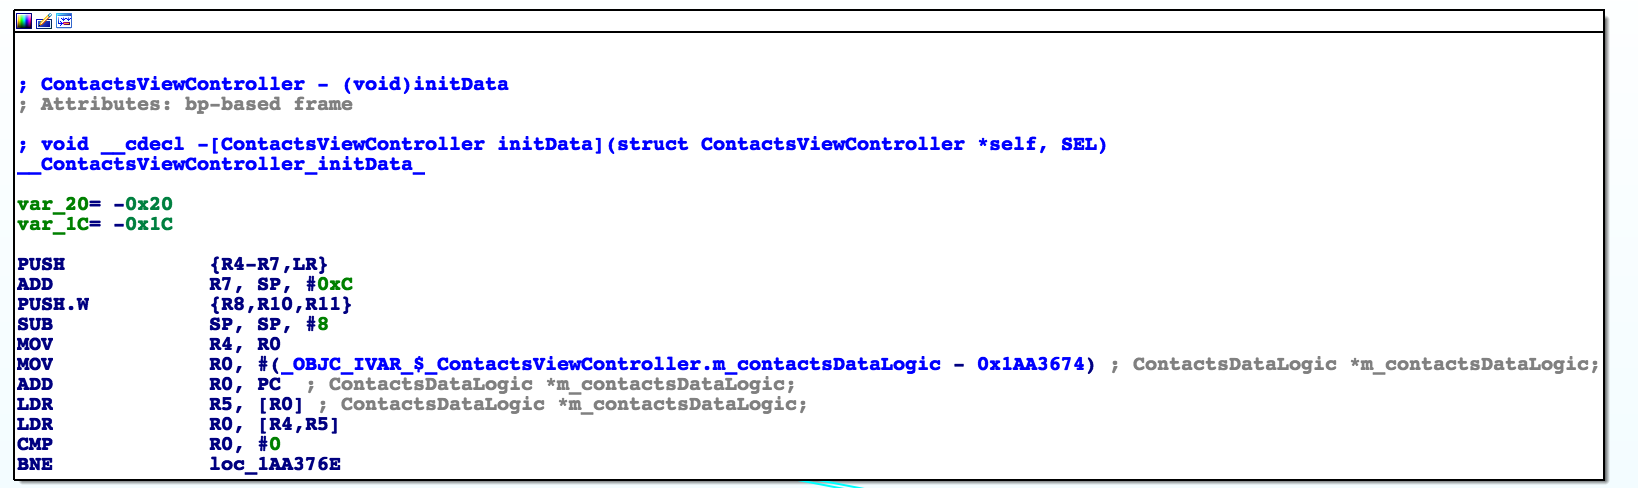 ; ContactsViewController - (void)initData
; Attributes: bp-based frame
; void __cdecl -[ContactsViewController initData](struct ContactsViewController *self, SEL)
__ContactsViewController_initData_
var_20= -0x20
var_1C= -0x1C
PUSH {R4-R7,LR}
ADD R7, SP, #0xC
PUSH.W {R8,R10,R11}
SUB SP, SP, #8
MOV R4, R0
MOV R0, #(_OBJC_IVAR_$_ContactsViewController.m_contactsDataLogic - 0x1AA3674) ; ContactsDataLogic *m_contactsDataLogic;
ADD R0, PC ; ContactsDataLogic *m_contactsDataLogic;
LDR R5, [R0] ; ContactsDataLogic *m_contactsDataLogic;
LDR R0, [R4,R5]
CMP R0, #0
BNE loc_1AA376E